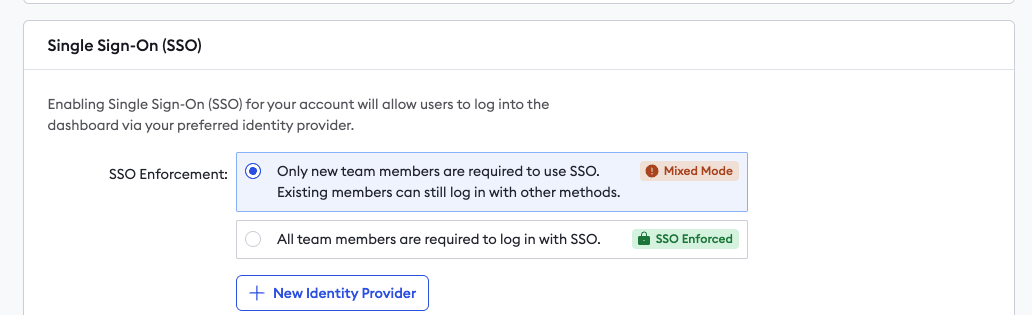 Single Sign-On (SSO)
Enabling Single Sign-On (SSO) for your account will allow users to log into the
dashboard via your preferred identity provider.
SSO Enforcement:
Only new team members are required to use SSO.
Existing members can still log in with other methods.
Mixed Mode
All team members are required to log in with SSO.
SSO Enforced
New Identity Provider